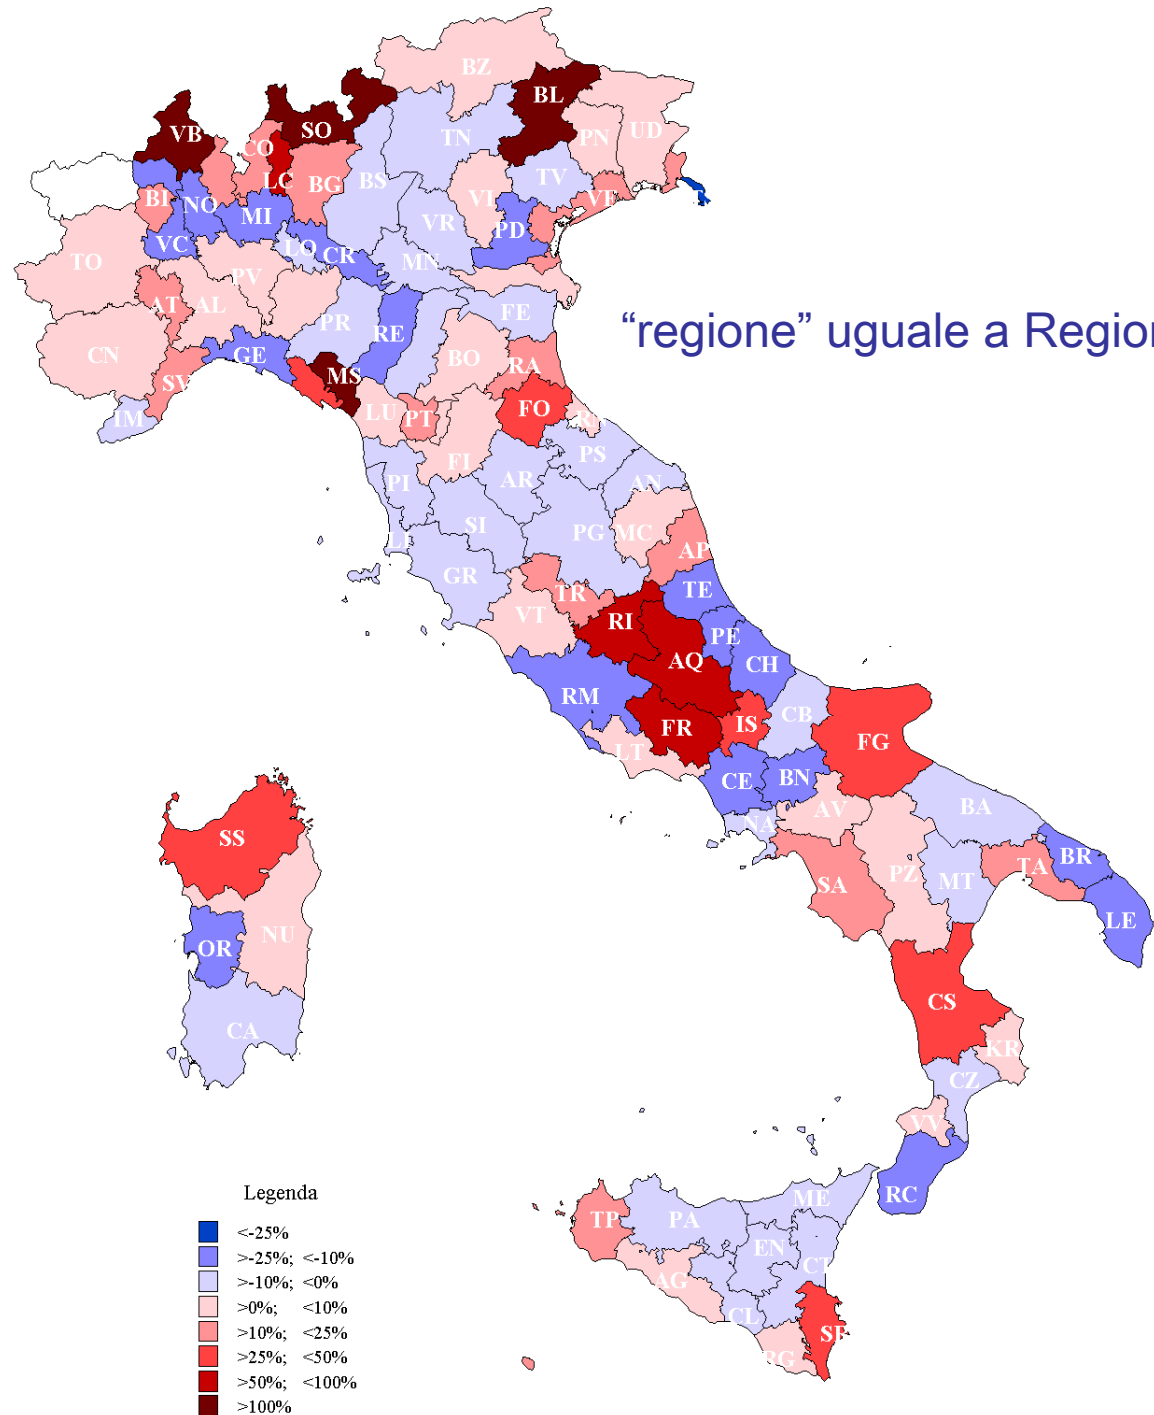 BZ
BL
SO
VB
TN
PN
UD
CO
LC
BG
BS
TV
VI
VE
BI
NO
MI
VR
PD
VC
LO
CR
MN
TO
PV
AT
AL
PR
RE
FE
“regione” uguale a Region
CN
GE
MS
BO
RA
SV
LU
PT
FO
IM
RN
FI
PS
PI
AR
AN
SI
PG
MC
LI
GR
AP
TR
TE
VT
RI
PE
AQ
CH
RM
IS
CB
FR
FG
LT
CE
BN
AV
NA
BA
SS
SA
PZ
MT
TA
BR
LE
NU
OR
CA
CS
KR
CZ
VV
RC
ME
TP
PA
EN
CT
AG
CL
SR
RG
Legenda
<-25%
>-25%; <-10%
>-10%; <0%
>0%; <10%
>10%; <25%
>25%; <50%
>50%; <100%
>100%